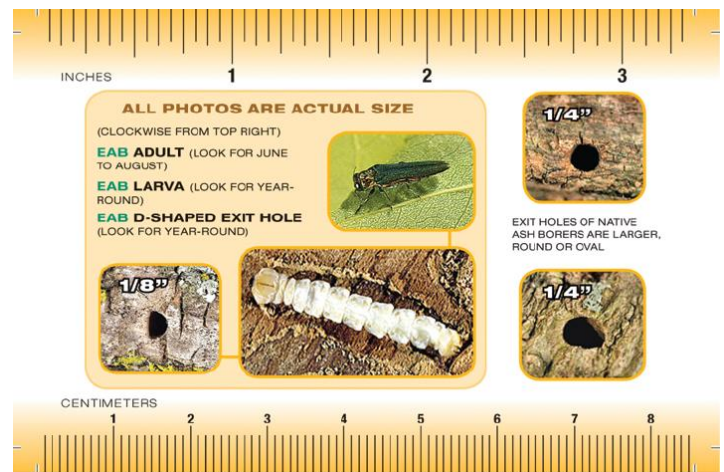 INCHES
1 2 3
ALL PHOTOS ARE ACTUAL SIZE
(CLOCKWISE FROM TOP RIGHT)
EAB ADULT (LOOK FOR JUNE
TO AUGUST)
EAB LARVA (LOOK FOR YEAR-
ROUND)
EAB D-SHAPED EXIT HOLE
(LOOK FOR YEAR-ROUND)
1/8”
1/4”
EXIT HOLES OF NATIVE
ASH BORERS ARE LARGER,
ROUND OR OVAL
1/4”
CENTIMETERS
1 2 3 4 5 6 7 8